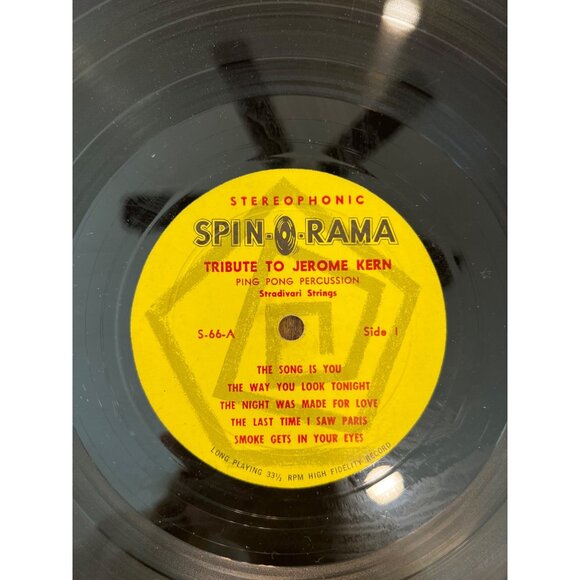 STEREOPHONIC
SPIN-O-RAMA
TRIBUTE TO JEROME KERN
PING PONG PERCUSSION
Stradivari Strings
S-66-A Side 1
THE SONG IS YOU
THE WAY YOU LOOK TONIGHT
THE NIGHT WAS MADE FOR LOVE
THE LAST TIME I SAW PARIS
SMOKE GETS IN YOUR EYES
LONG PLAYING 33⅓ RPM HIGH FIDELITY RECORD